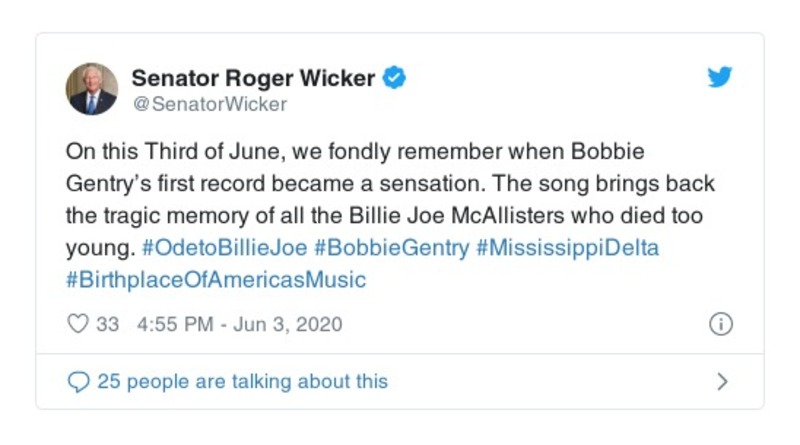 Senator Roger Wicker
@SenatorWicker
On this Third of June, we fondly remember when Bobbie
Gentry’s first record became a sensation. The song brings back
the tragic memory of all the Billie Joe McAllisters who died too
young. #OdetoBillieJoe #BobbieGentry #MississippiDelta
#BirthplaceOfAmericasMusic
33 4:55 PM - Jun 3, 2020
25 people are talking about this